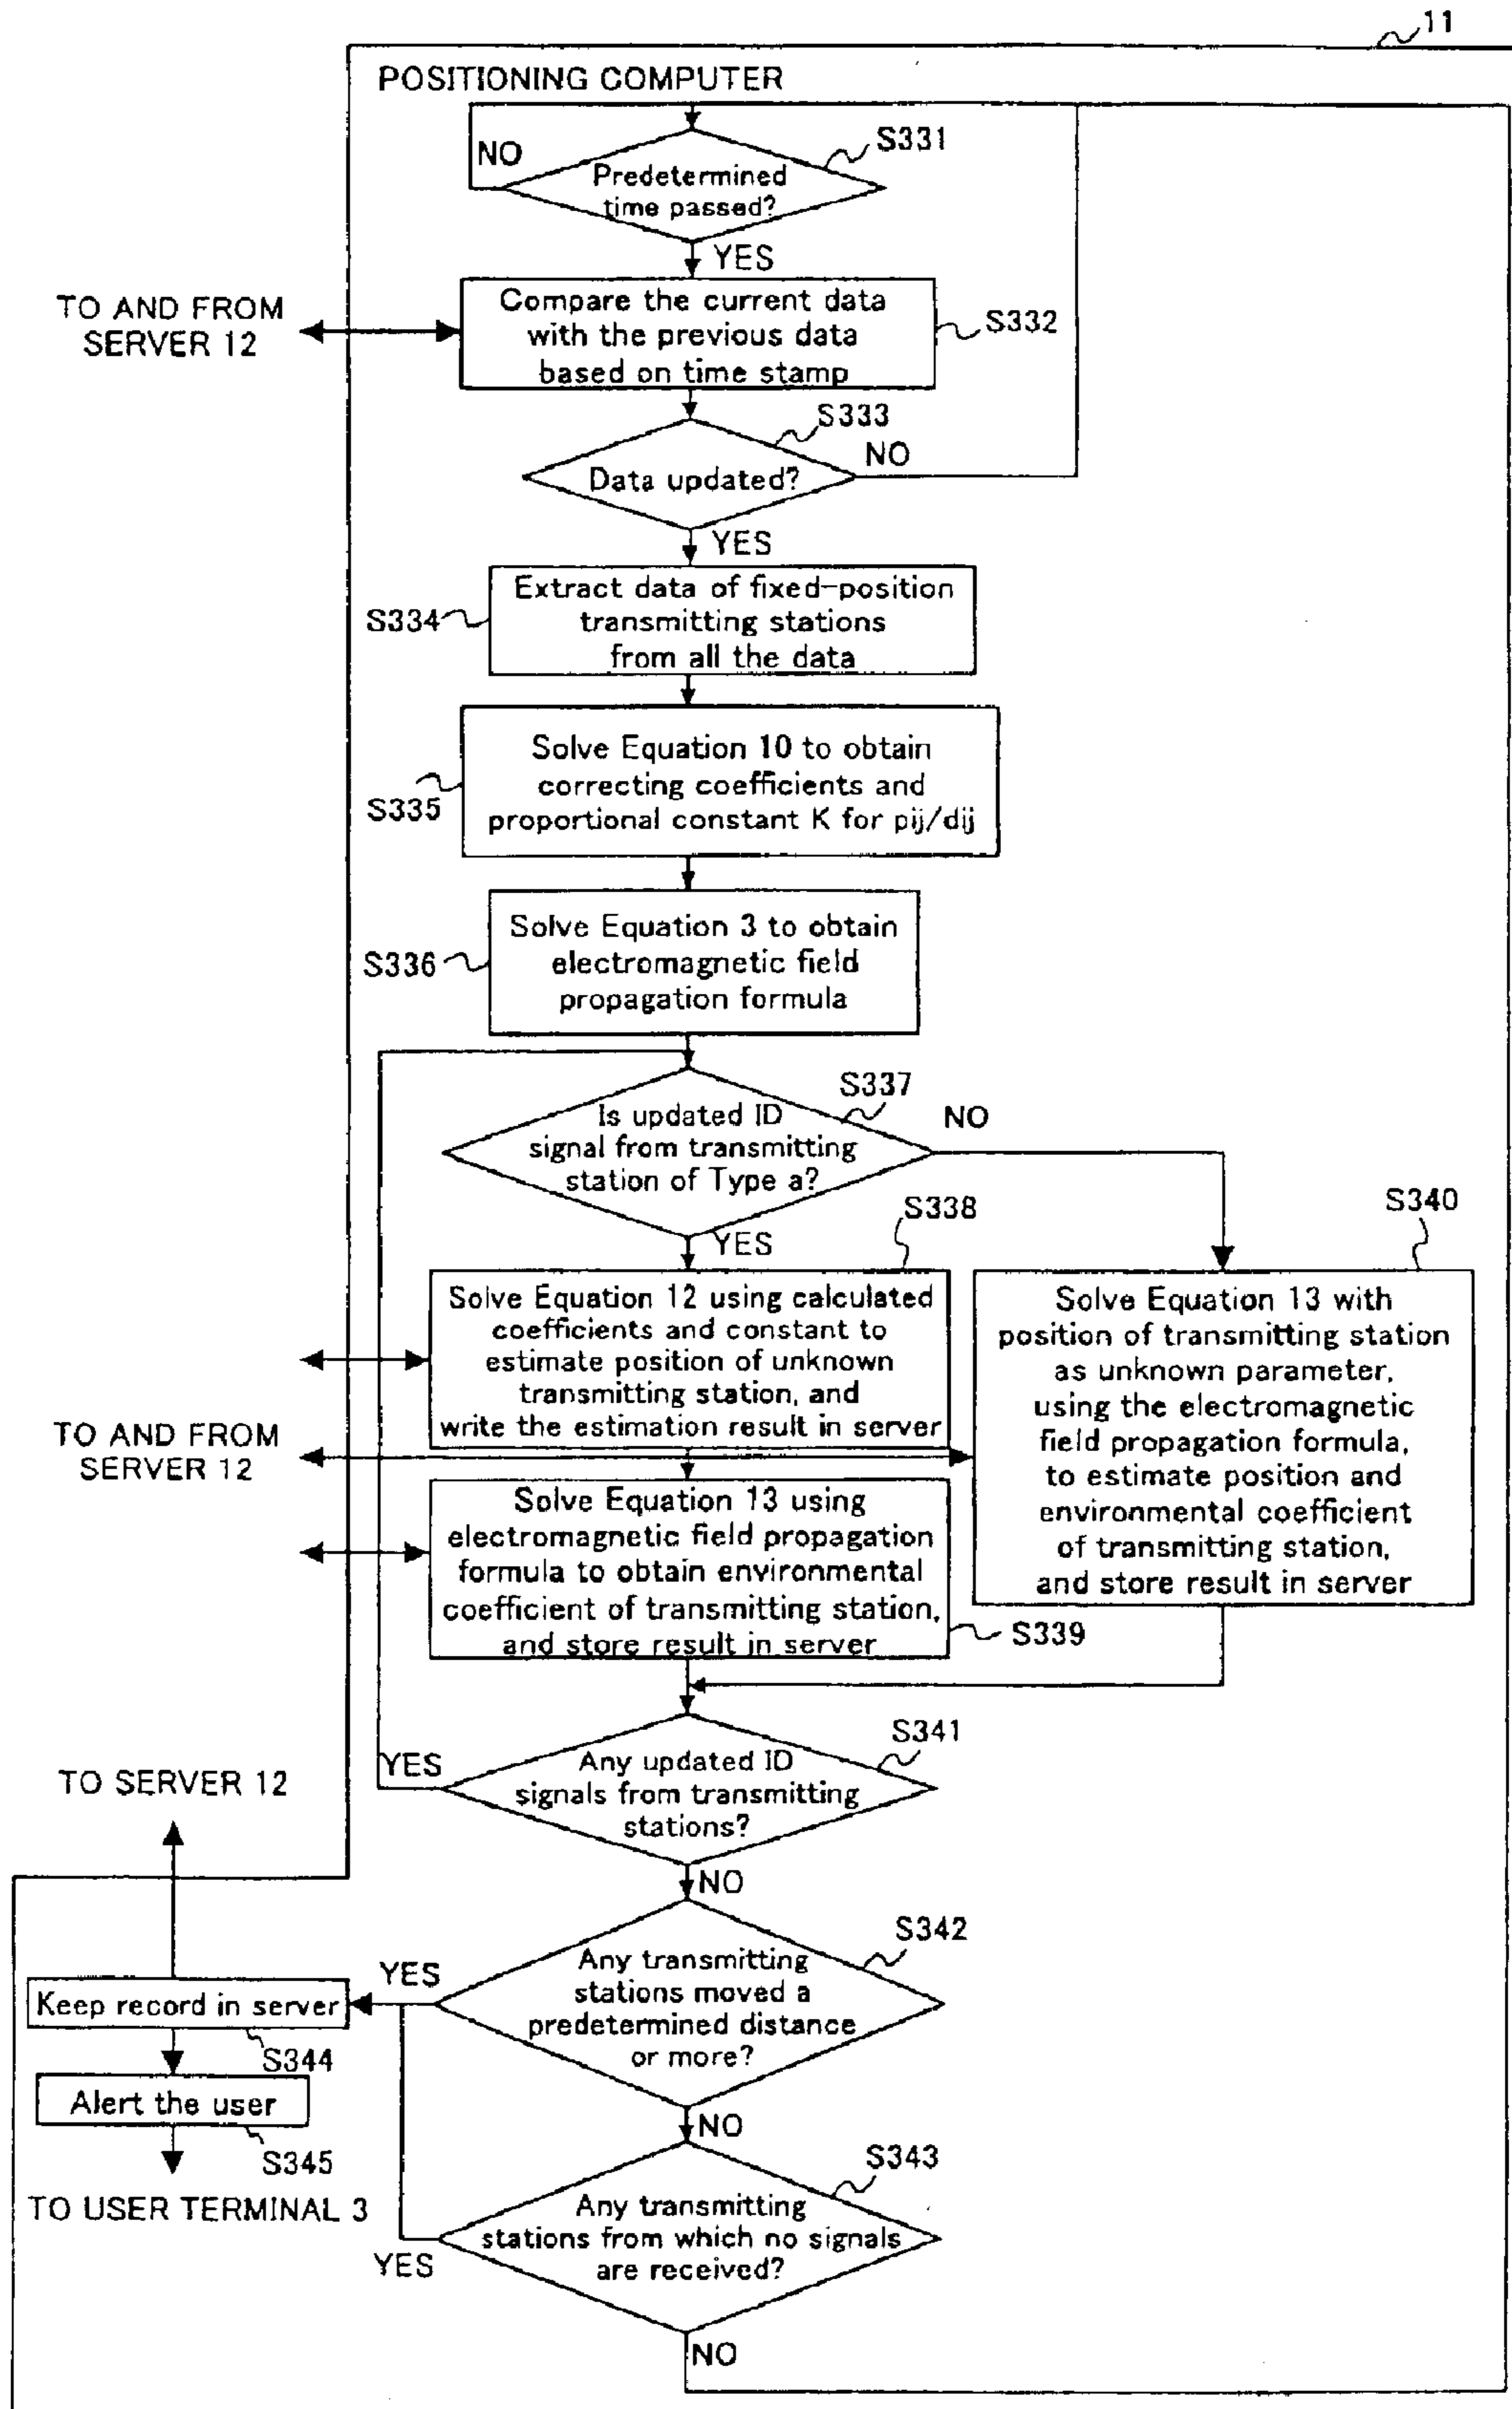 11
POSITIONING COMPUTER
S331
NO
Predetermined
time passed?
YES
TO AND FROM
SERVER 12
Compare the current data
with the previous data
based on time stamp
S332
S333
NO
Data updated?
YES
S334
Extract data of fixed-position
transmitting stations
from all the data
S335
Solve Equation 10 to obtain
correcting coefficients and
proportional constant K for pij/dij
S336
Solve Equation 3 to obtain
electromagnetic field
propagation formula
S337
NO
Is updated ID
signal from transmitting
station of Type a?
S338
S340
YES
Solve Equation 12 using calculated
coefficients and constant to
estimate position of unknown
transmitting station, and
write the estimation result in server
Solve Equation 13 with
position of transmitting station
as unknown parameter,
using the electromagnetic
field propagation formula,
to estimate position and
environmental coefficient
of transmitting station,
and store result in server
TO AND FROM
SERVER 12
Solve Equation 13 using
electromagnetic field propagation
formula to obtain environmental
coefficient of transmitting station,
and store result in server
S339
S341
YES
Any updated ID
signals from transmitting
stations?
TO SERVER 12
NO
S342
YES
Any transmitting
stations moved a
predetermined distance
or more?
Keep record in server
S344
Alert the user
S345
NO
S343
TO USER TERMINAL 3
Any transmitting
stations from which no signals
are received?
YES
NO